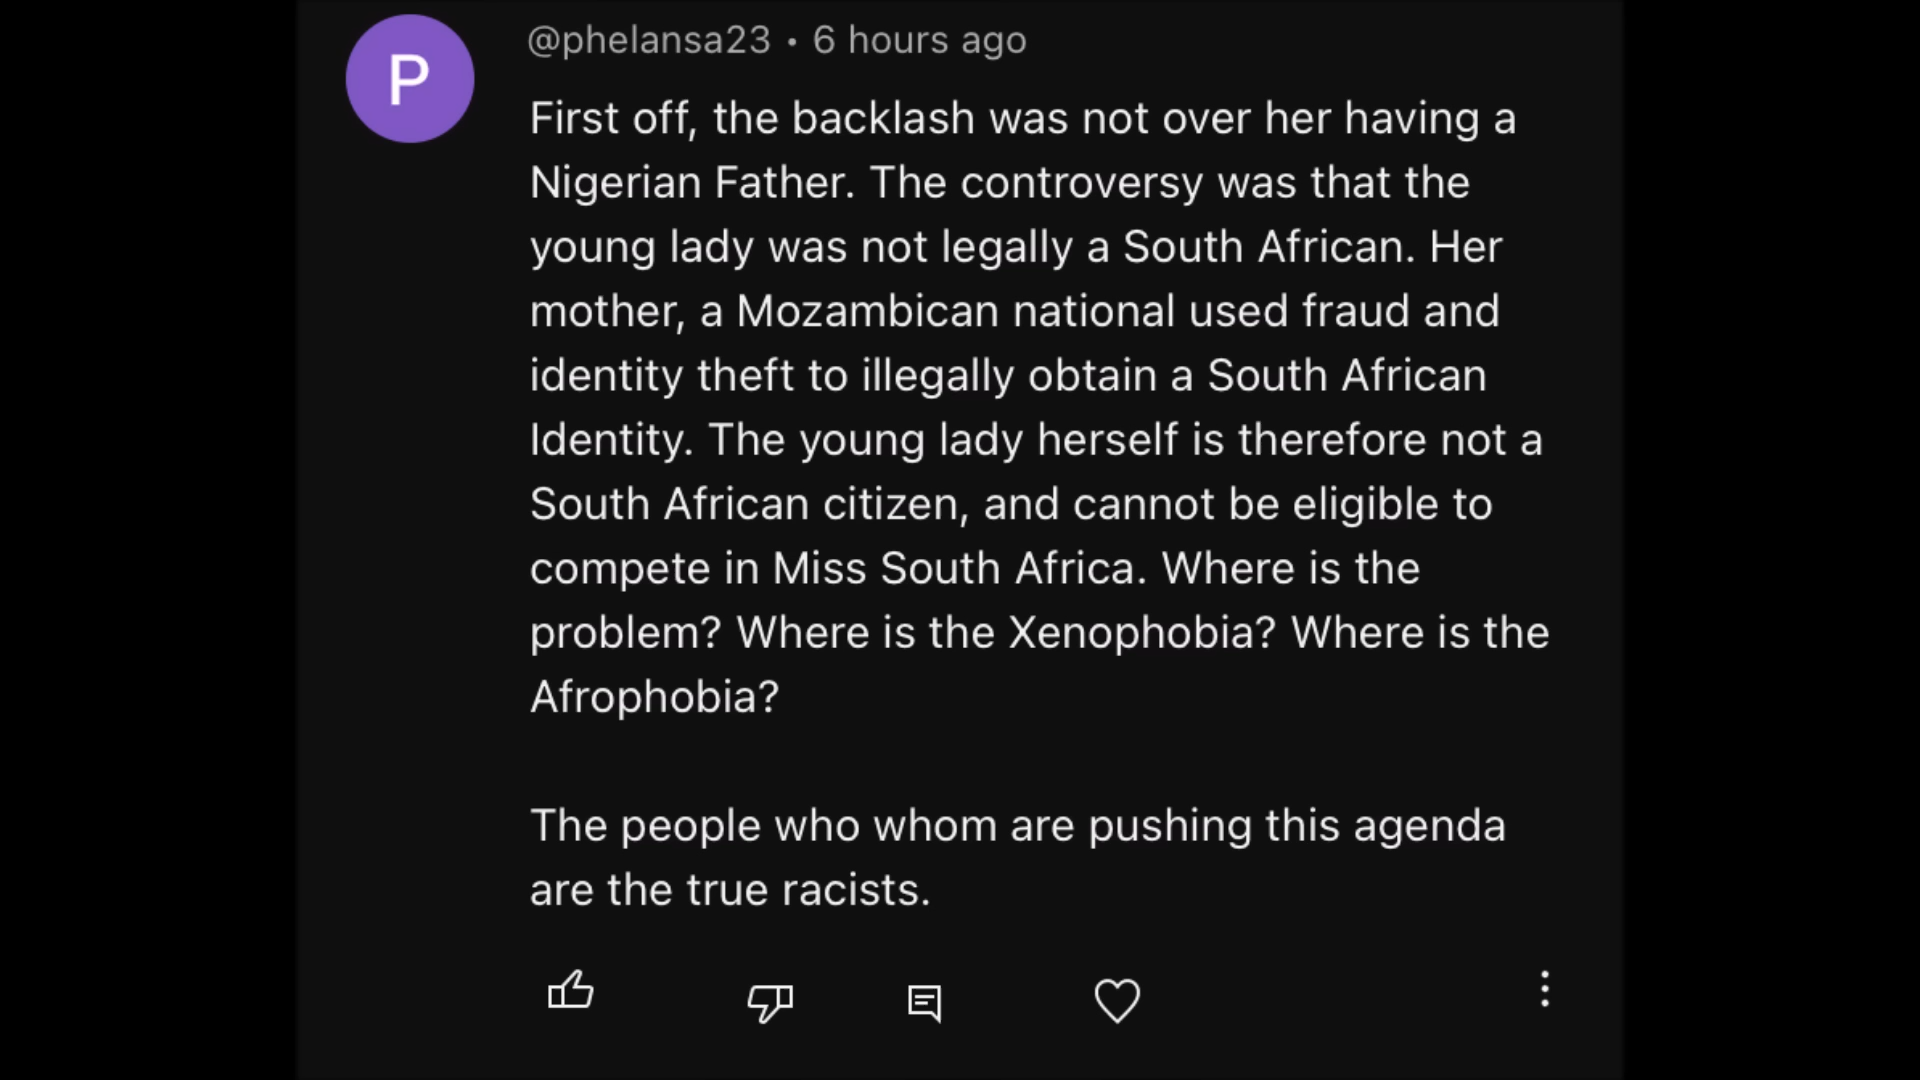 P
@phelansa23 • 6 hours ago
First off, the backlash was not over her having a
Nigerian Father. The controversy was that the
young lady was not legally a South African. Her
mother, a Mozambican national used fraud and
identity theft to illegally obtain a South African
Identity. The young lady herself is therefore not a
South African citizen, and cannot be eligible to
compete in Miss South Africa. Where is the
problem? Where is the Xenophobia? Where is the
Afrophobia?
The people who whom are pushing this agenda
are the true racists.